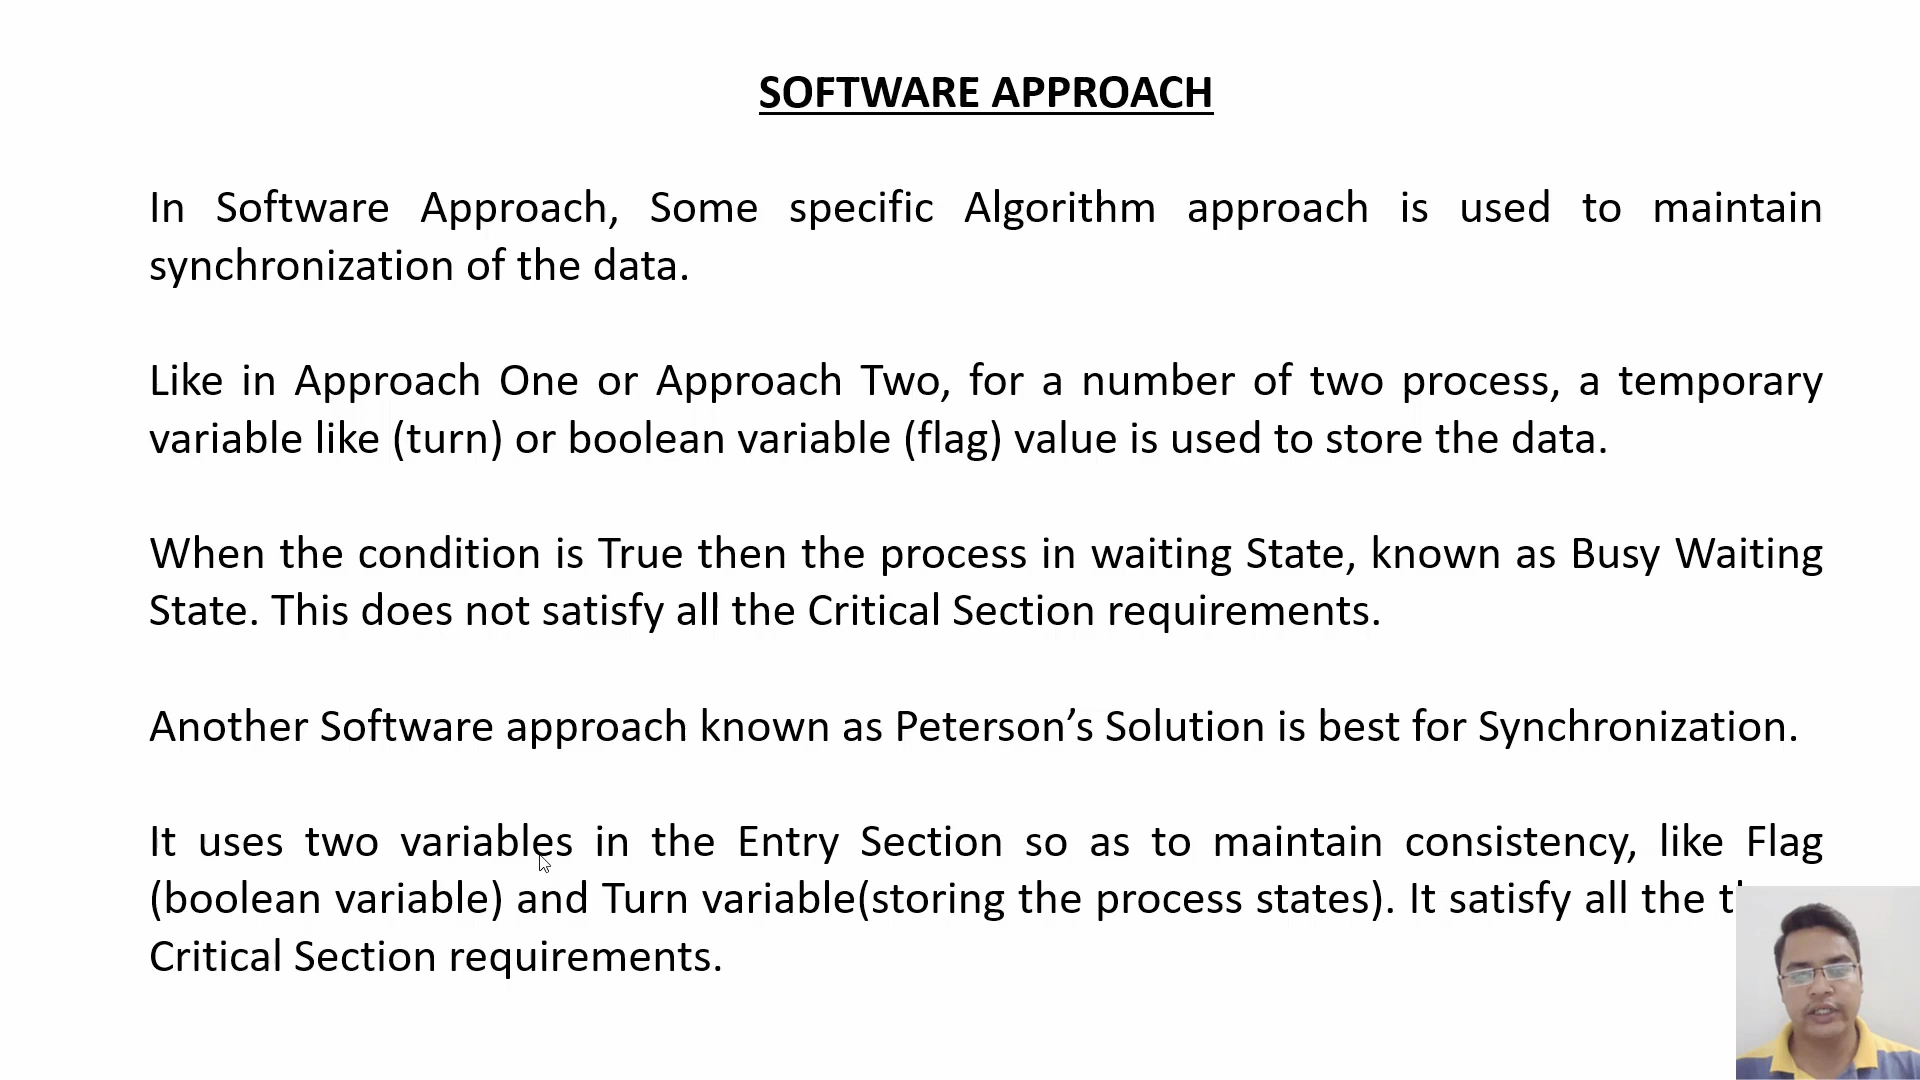 SOFTWARE APPROACH
In Software Approach, Some specific Algorithm approach is used to maintain
synchronization of the data.
Like in Approach One or Approach Two, for a number of two process, a temporary
variable like (turn) or boolean variable (flag) value is used to store the data.
When the condition is True then the process in waiting State, known as Busy Waiting
State. This does not satisfy all the Critical Section requirements.
Another Software approach known as Peterson’s Solution is best for Synchronization.
It uses two variables in the Entry Section so as to maintain consistency, like Flag
(boolean variable) and Turn variable(storing the process states). It satisfy all the
Critical Section requirements.